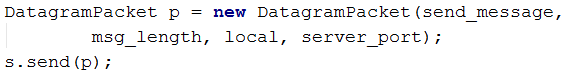 DatagramPacket p = new DatagramPacket(send_message,
msg_length, local, server_port);
s.send(p);